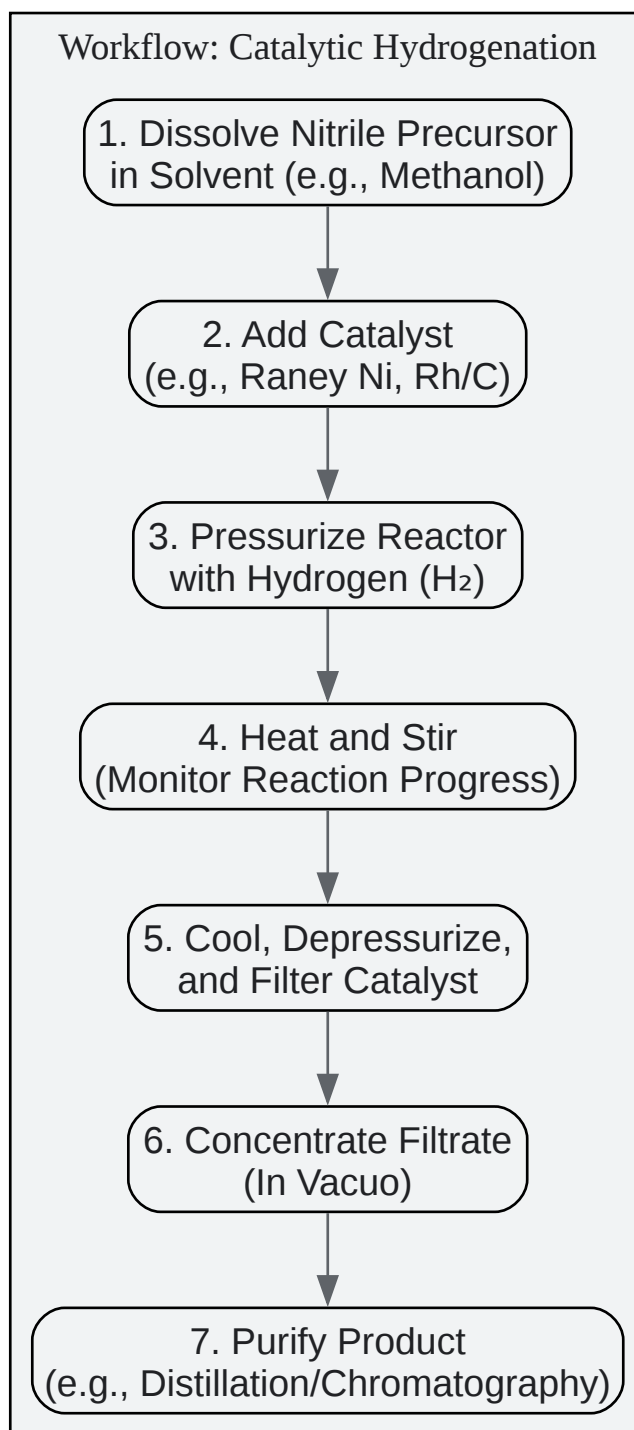 Workflow: Catalytic Hydrogenation
1. Dissolve Nitrile Precursor
in Solvent (e.g., Methanol)
2. Add Catalyst
(e.g., Raney Ni, Rh/C)
3. Pressurize Reactor
with Hydrogen (H₂)
4. Heat and Stir
(Monitor Reaction Progress)
5. Cool, Depressurize,
and Filter Catalyst
6. Concentrate Filtrate
(In Vacuo)
7. Purify Product
(e.g., Distillation/Chromatography)